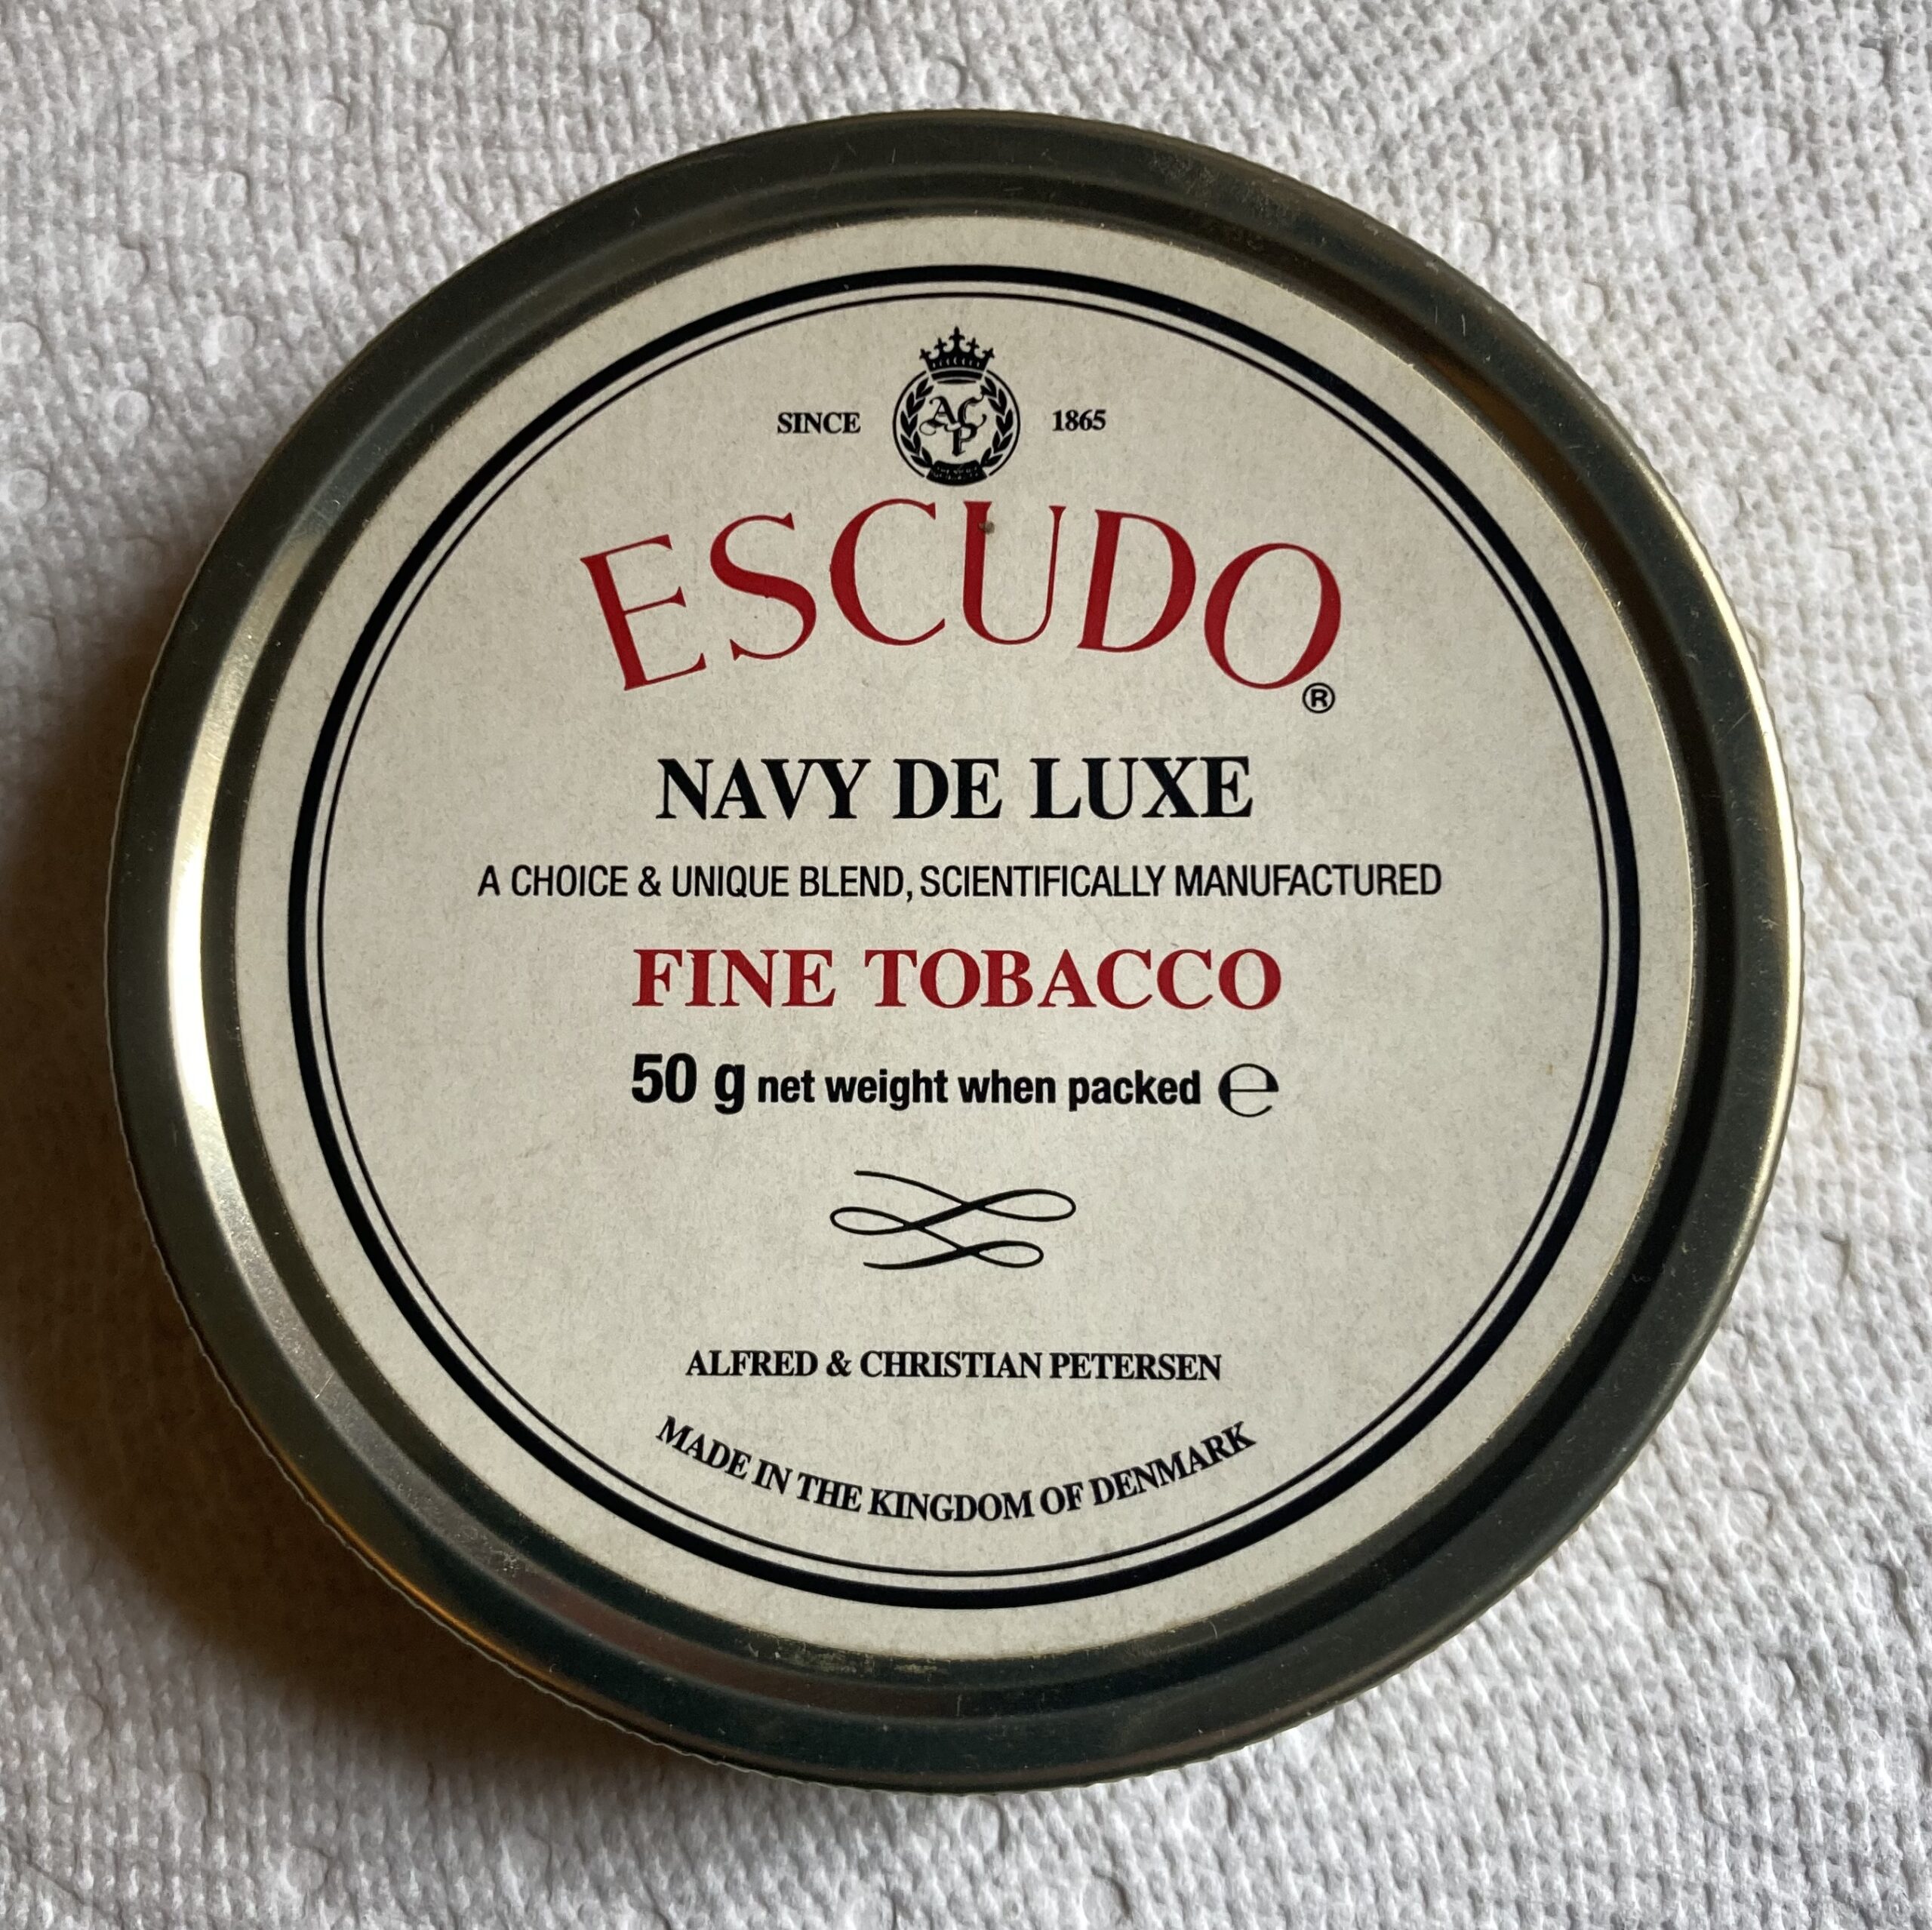 SINCE ACP 1865
ESCUDO®
NAVY DE LUXE
A CHOICE & UNIQUE BLEND, SCIENTIFICALLY MANUFACTURED
FINE TOBACCO
50 g net weight when packed ℮
ALFRED & CHRISTIAN PETERSEN
MADE IN THE KINGDOM OF DENMARK